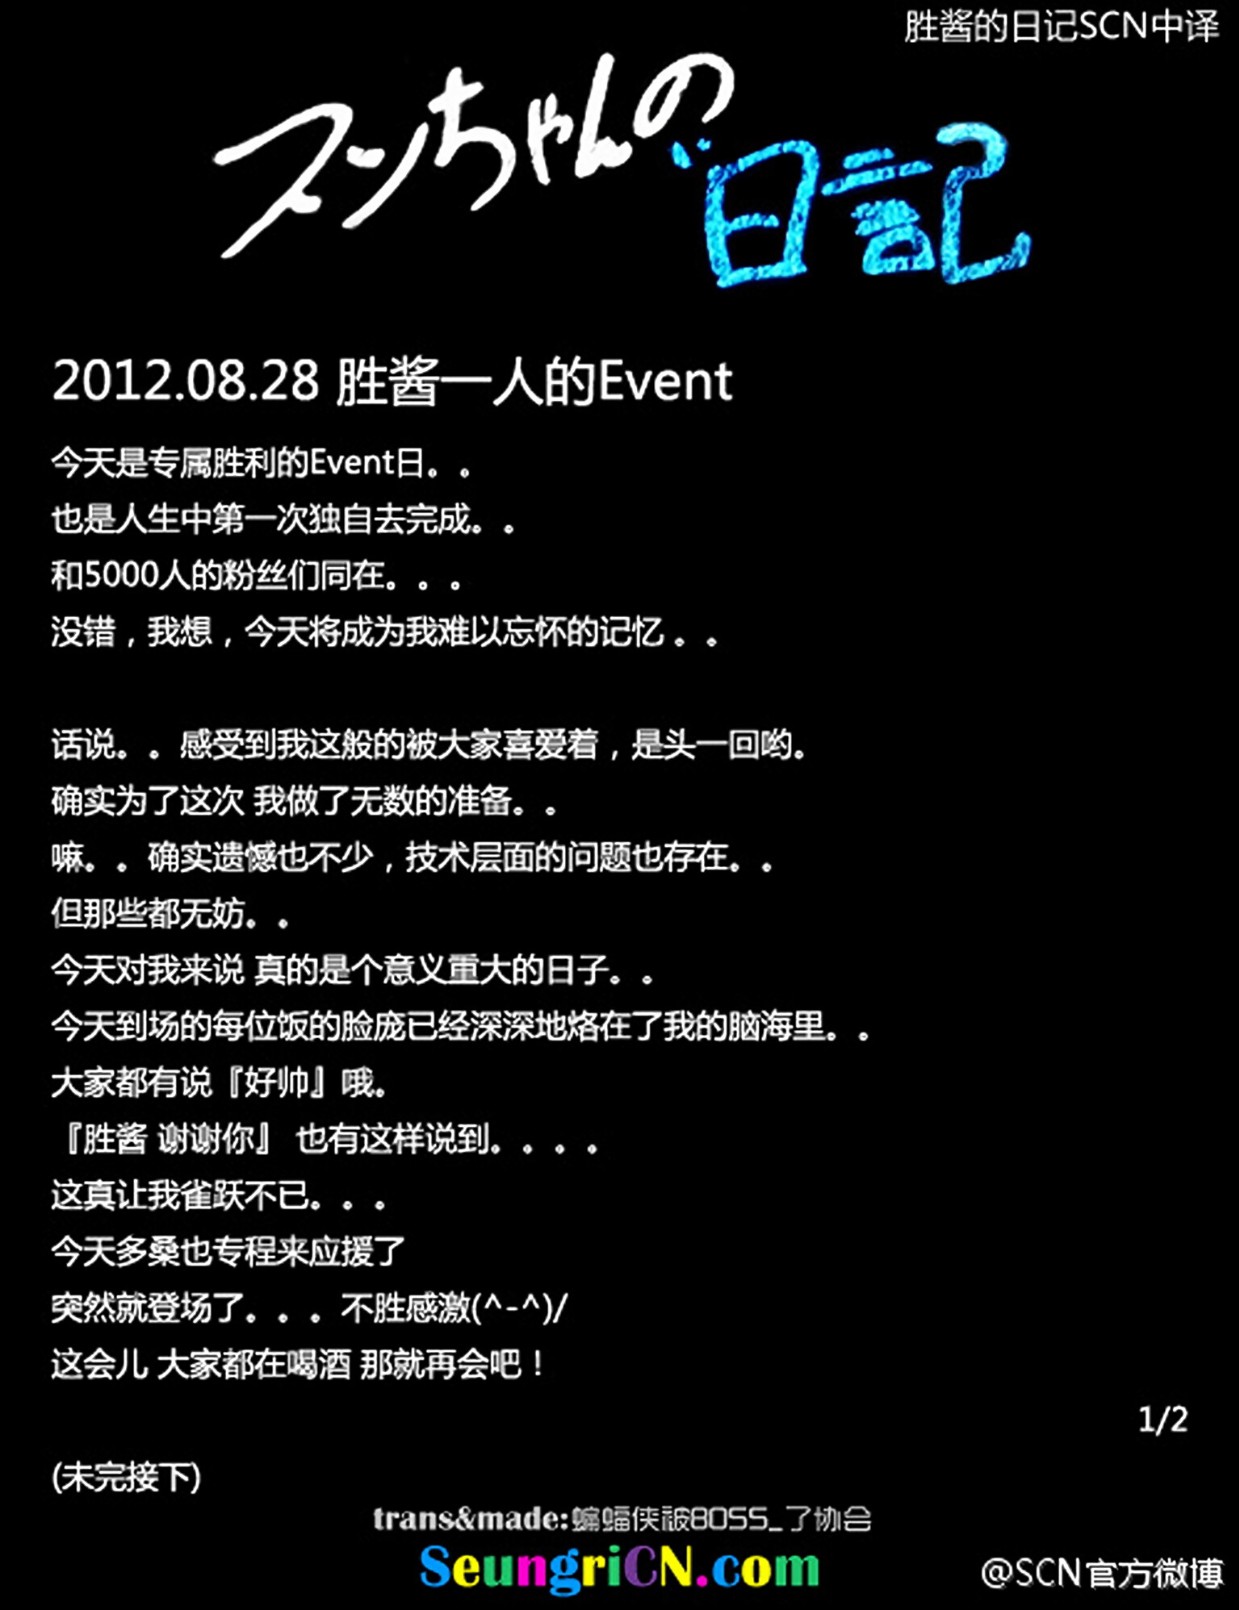 胜酱的日记SCN中译
スンちゃんの
日記
2012.08.28 胜酱一人的Event
今天是专属胜利的Event日。。
也是人生中第一次独自去完成。。
和5000人的粉丝们同在。。。
没错，我想，今天将成为我难以忘怀的记忆 。。
话说。。感受到我这般的被大家喜爱着，是头一回哟。
确实为了这次 我做了无数的准备。。
嘛。。确实遗憾也不少，技术层面的问题也存在。。
但那些都无妨。。
今天对我来说 真的是个意义重大的日子。。
今天到场的每位饭的脸庞已经深深地烙在了我的脑海里。。
大家都有说『好帅』哦。
『胜酱 谢谢你』 也有这样说到。。。。
这真让我雀跃不已。。。
今天多桑也专程来应援了
突然就登场了。。。不胜感激(^-^)/
这会儿 大家都在喝酒 那就再会吧！
1/2
(未完接下)
trans&made:蝙蝠侠被BOSS_了协会
SeungriCN.com
@SCN官方微博